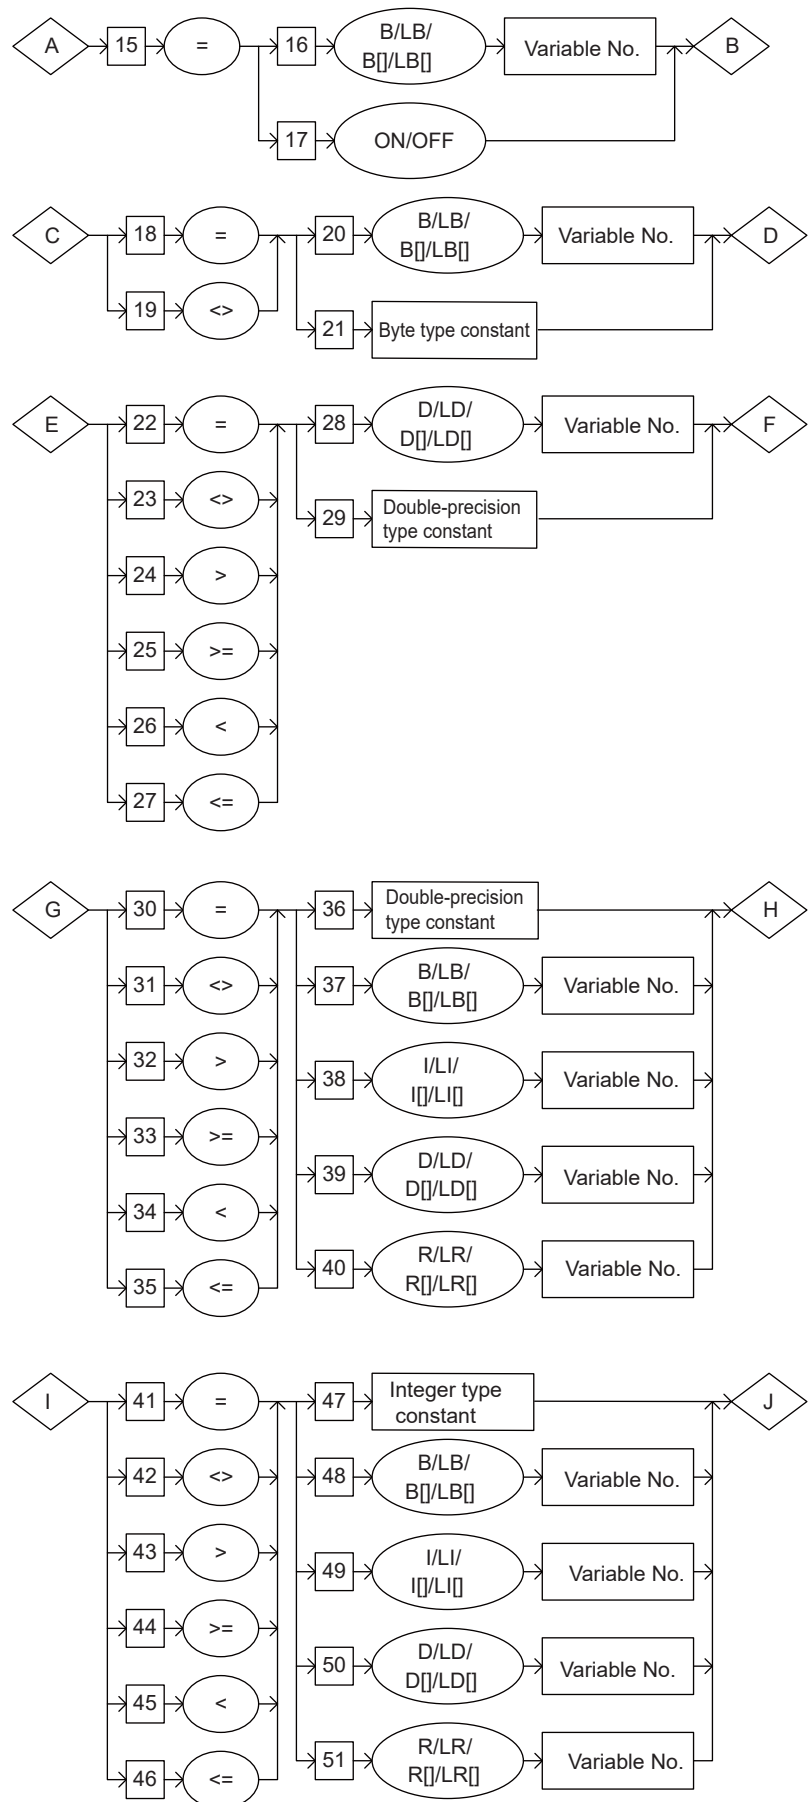 A 15 = 16 B/LB/ B[]/LB[] Variable No. B
17 ON/OFF
C 18 = 20 B/LB/ B[]/LB[] Variable No. D
19 <> 21 Byte type constant
E 22 = 28 D/LD/ D[]/LD[] Variable No. F
23 <> 29 Double-precision type constant
24 >
25 >=
26 <
27 <=
G 30 = 36 Double-precision type constant H
31 <> 37 B/LB/ B[]/LB[] Variable No.
32 > 38 I/LI/ I[]/LI[] Variable No.
33 >= 39 D/LD/ D[]/LD[] Variable No.
34 <
35 <= 40 R/LR/ R[]/LR[] Variable No.
I 41 = 47 Integer type constant J
42 <> 48 B/LB/ B[]/LB[] Variable No.
43 > 49 I/LI/ I[]/LI[] Variable No.
44 >= 50 D/LD/ D[]/LD[] Variable No.
45 <
46 <= 51 R/LR/ R[]/LR[] Variable No.